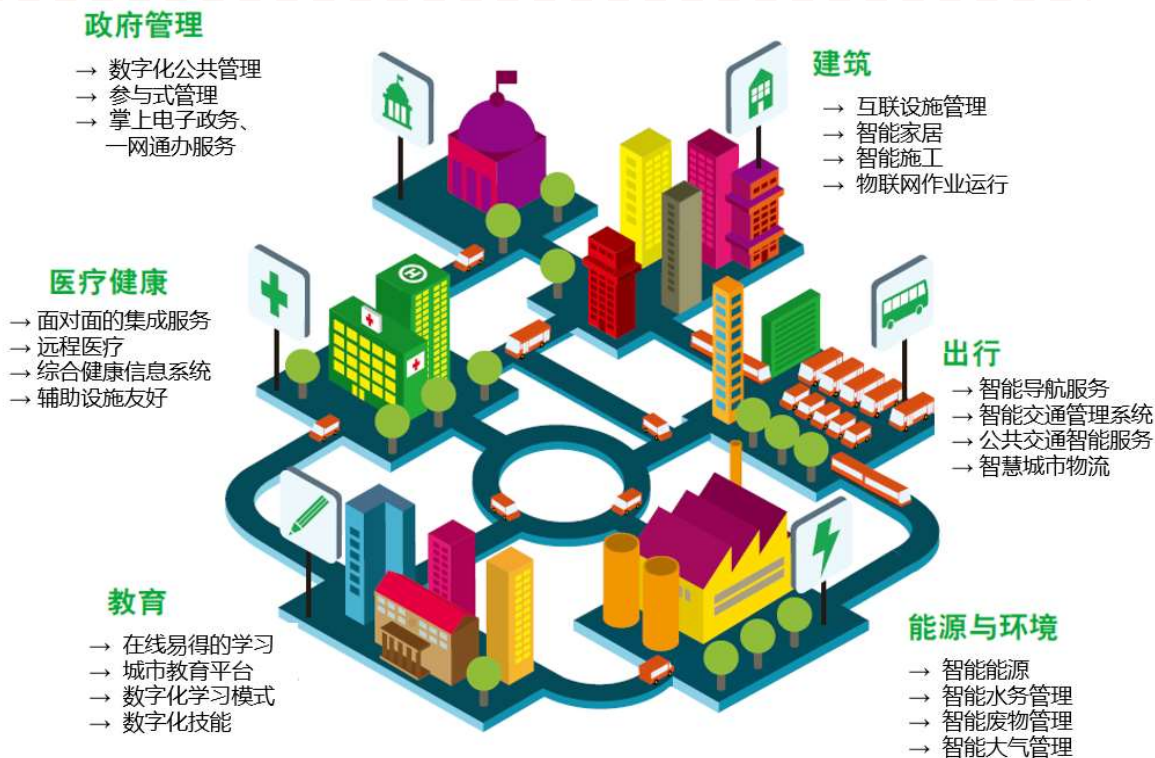 政府管理
→ 数字化公共管理
→ 参与式管理
→ 掌上电子政务、
一网通办服务
建筑
→ 互联设施管理
→ 智能家居
→ 智能施工
→ 物联网作业运行
医疗健康
→ 面对面的集成服务
→ 远程医疗
→ 综合健康信息系统
→ 辅助设施友好
出行
→ 智能导航服务
→ 智能交通管理系统
→ 公共交通智能服务
→ 智慧城市物流
教育
→ 在线易得的学习
→ 城市教育平台
→ 数字化学习模式
→ 数字化技能
能源与环境
→ 智能能源
→ 智能水务管理
→ 智能废物管理
→ 智能大气管理
H